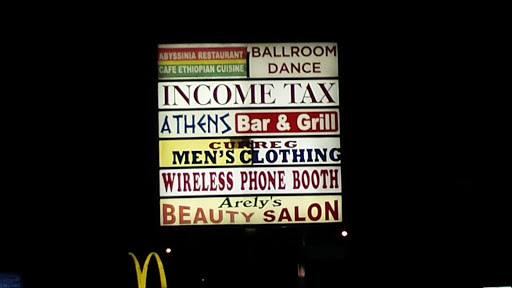 ABYSSINIA RESTAURANT
CAFE ETHIOPIAN CUISINE
BALLROOM
DANCE
INCOME TAX
ATHENS Bar & Grill
CURREG
MEN'S CLOTHING
WIRELESS PHONE BOOTH
Arely's
BEAUTY SALON